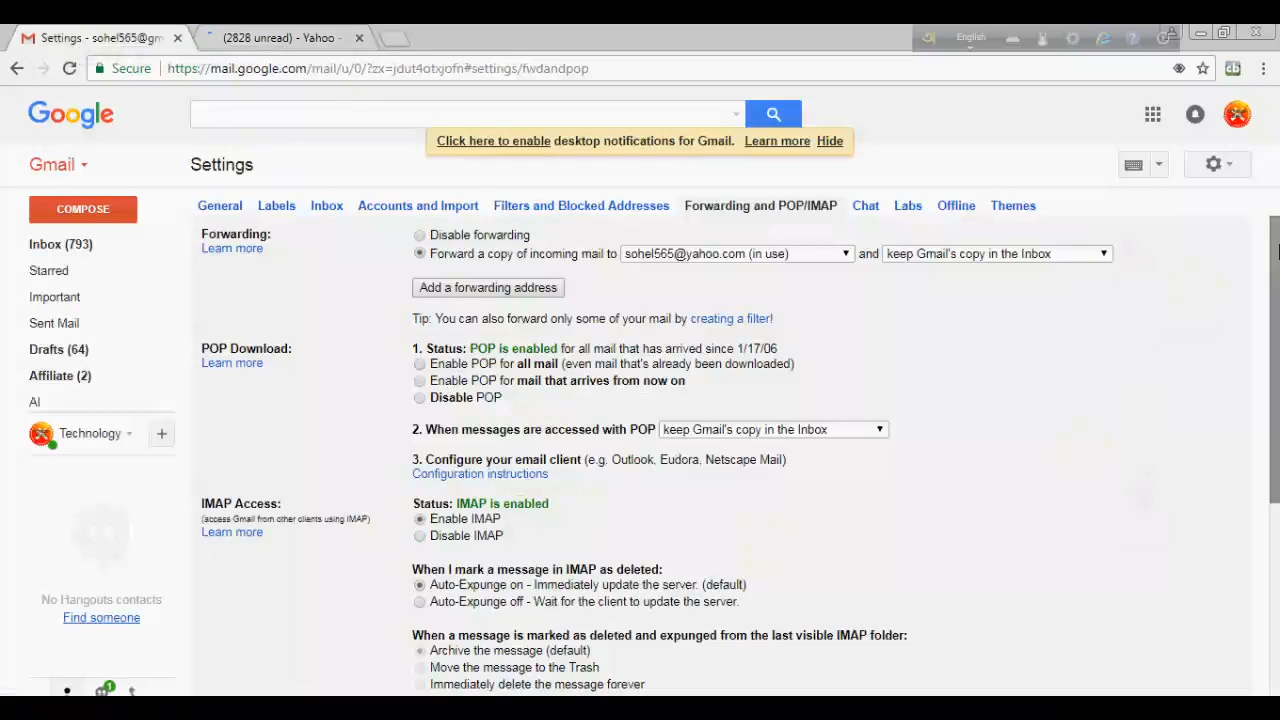 Settings - sohel565@gm
(2828 unread) - Yahoo -
English
Secure
https://mail.google.com/mail/u/0/?zx=jdut4otxjofn#settings/fwdandpop
Google
Click here to enable desktop notifications for Gmail. Learn more Hide
Gmail
Settings
COMPOSE
General Labels Inbox Accounts and Import Filters and Blocked Addresses Forwarding and POP/IMAP Chat Labs Offline Themes
Inbox (793)
Starred
Important
Sent Mail
Drafts (64)
Affiliate (2)
AI
Technology
No Hangouts contacts
Find someone
1
Forwarding:
Learn more
Disable forwarding
Forward a copy of incoming mail to sohel565@yahoo.com (in use) and keep Gmail's copy in the Inbox
Add a forwarding address
Tip: You can also forward only some of your mail by creating a filter!
POP Download:
Learn more
1. Status: POP is enabled for all mail that has arrived since 1/17/06
Enable POP for all mail (even mail that's already been downloaded)
Enable POP for mail that arrives from now on
Disable POP
2. When messages are accessed with POP keep Gmail's copy in the Inbox
3. Configure your email client (e.g. Outlook, Eudora, Netscape Mail)
Configuration instructions
IMAP Access:
(access Gmail from other clients using IMAP)
Learn more
Status: IMAP is enabled
Enable IMAP
Disable IMAP
When I mark a message in IMAP as deleted:
Auto-Expunge on - Immediately update the server. (default)
Auto-Expunge off - Wait for the client to update the server.
When a message is marked as deleted and expunged from the last visible IMAP folder:
Archive the message (default)
Move the message to the Trash
Immediately delete the message forever